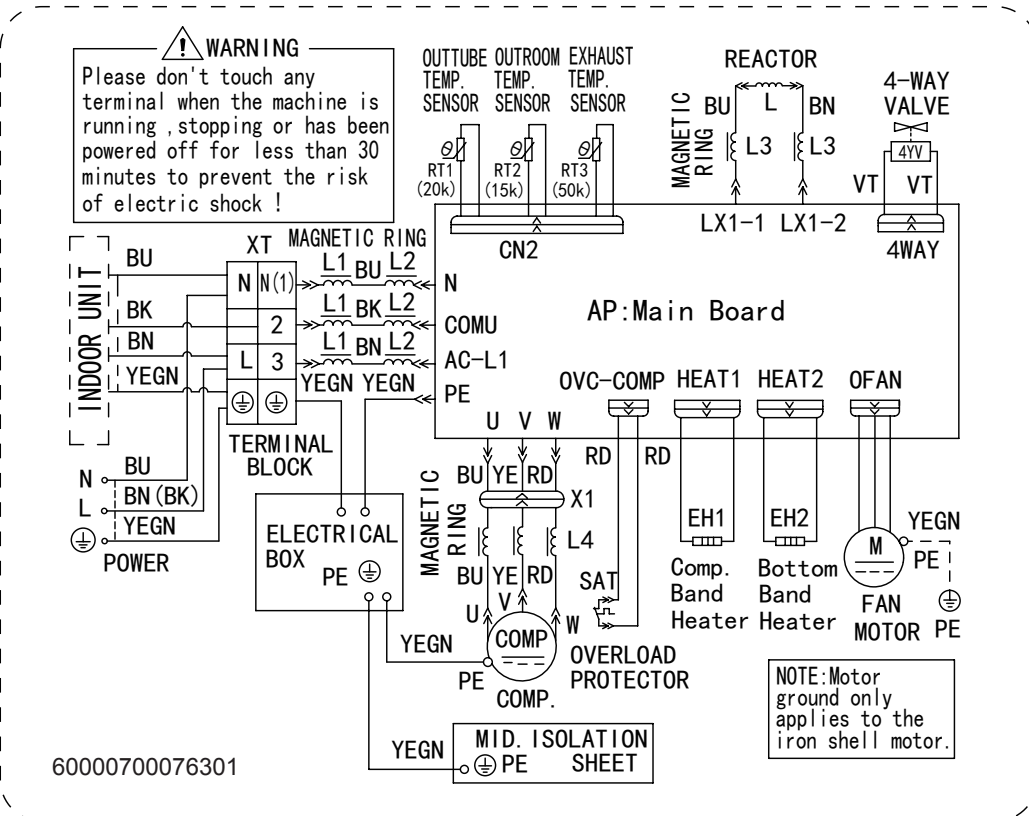 ! WARNING
Please don't touch any
terminal when the machine is
running ,stopping or has been
powered off for less than 30
minutes to prevent the risk
of electric shock !
OUTTUBE OUTROOM EXHAUST
TEMP. TEMP. TEMP.
SENSOR SENSOR SENSOR
RT1 RT2 RT3
(20k) (15k) (50k)
CN2
REACTOR
BU L BN
MAGNETIC
RING
L3 L3
LX1-1 LX1-2
4-WAY
VALVE
4YV
VT VT
4WAY
INDOOR UNIT
BU
BK
BN
YEGN
XT
N N(1)
2
L 3
TERMINAL
BLOCK
MAGNETIC RING
L1 BU L2
L1 BK L2
L1 BN L2
YEGN YEGN
N
COMU
AC-L1
PE
AP:Main Board
OVC-COMP HEAT1 HEAT2 OFAN
U V W
RD RD
N BU
L BN(BK)
YEGN
POWER
ELECTRICAL
BOX
PE
MAGNETIC
RING
BU YE RD
X1
L4
BU YE RD
U V W
COMP
PE
COMP.
YEGN
SAT
OVERLOAD
PROTECTOR
EH1
Comp.
Band
Heater
EH2
Bottom
Band
Heater
M
FAN
MOTOR
YEGN
PE
PE
YEGN
MID. ISOLATION
PE SHEET
NOTE:Motor
ground only
applies to the
iron shell motor.
60000700076301